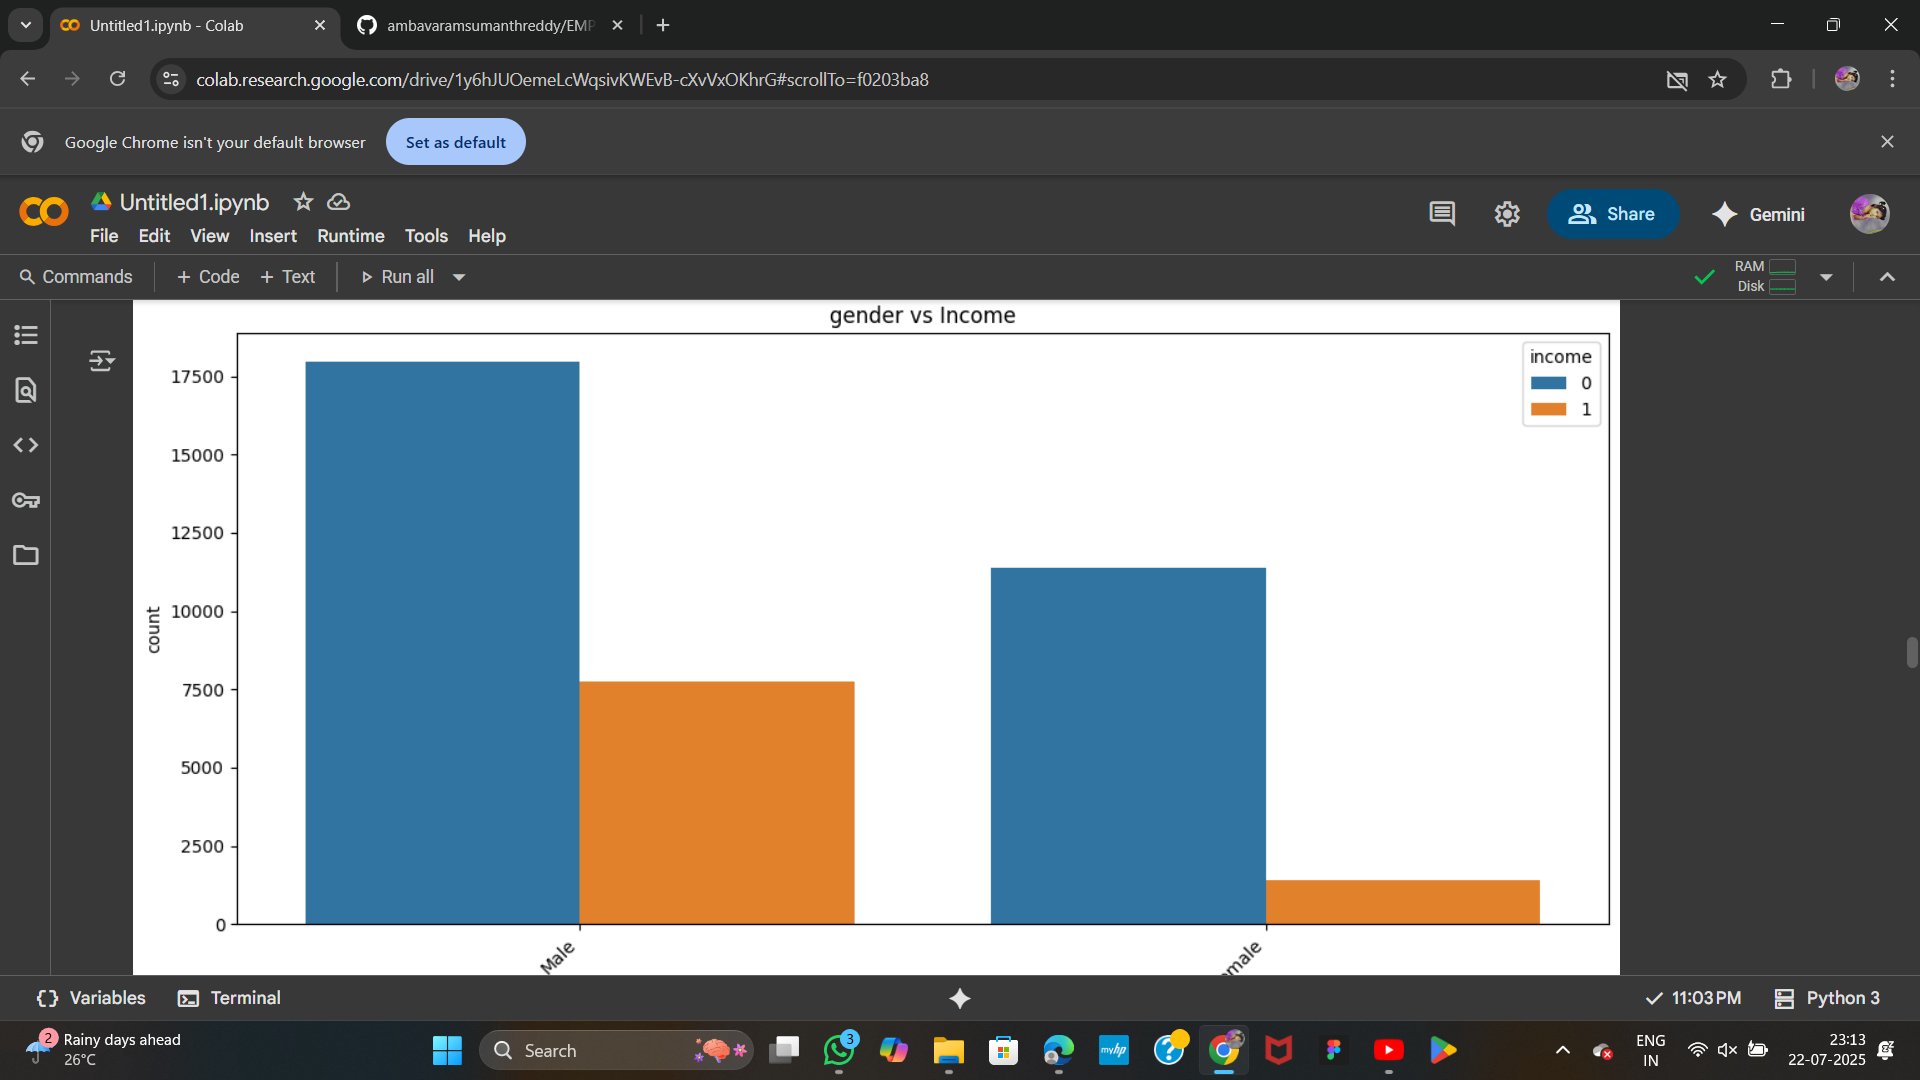 Untitled1.ipynb - Colab
ambavaramsumanthreddy/EMP
colab.research.google.com/drive/1y6hJUOemeLcWqsivKWEvB-cXvVxOKhrG#scrollTo=f0203ba8
Google Chrome isn't your default browser
Set as default
Untitled1.ipynb
File Edit View Insert Runtime Tools Help
Share
Gemini
Commands
+ Code + Text
Run all
RAM
Disk
gender vs Income
income
0
1
17500
15000
12500
10000
7500
5000
2500
0
count
Male
male
Variables
Terminal
11:03 PM
Python 3
2
Rainy days ahead
26°C
Search
3
myhp
ENG
IN
23:13
22-07-2025